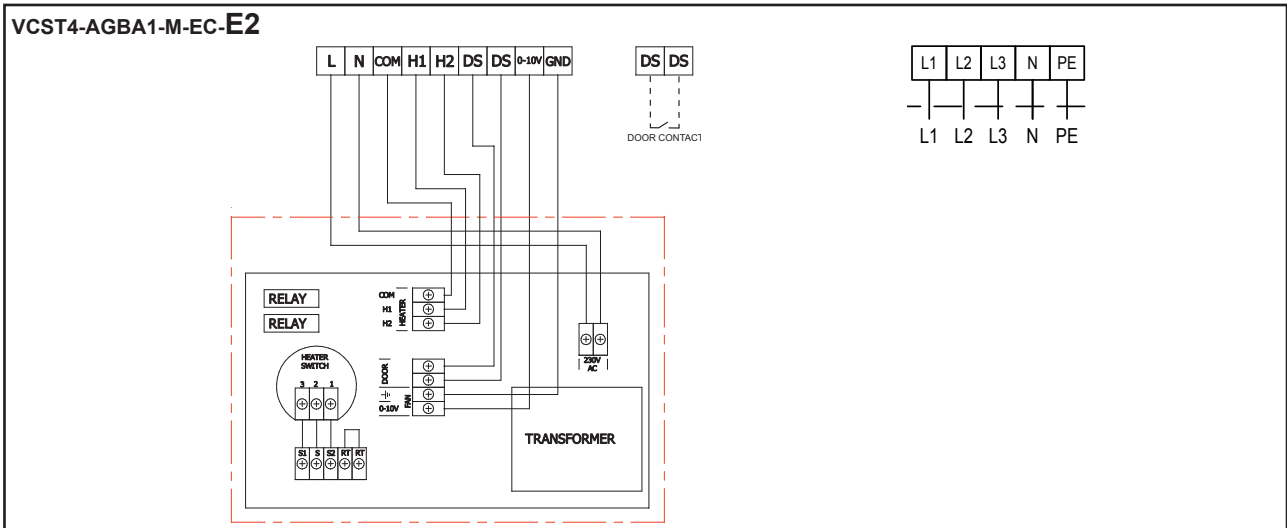 VCST4-AGBA1-M-EC-E2
L N COM H1 H2 DS DS 0-10V GND
DS DS
DOOR CONTACT
L1 L2 L3 N PE
L1 L2 L3 N PE
RELAY
RELAY
COM
H1
H2
HEATER
HEATER
SWITCH
3 2 1
DOOR
FAN
0-10V
230V
AC
S1 S S2 RT RT
TRANSFORMER